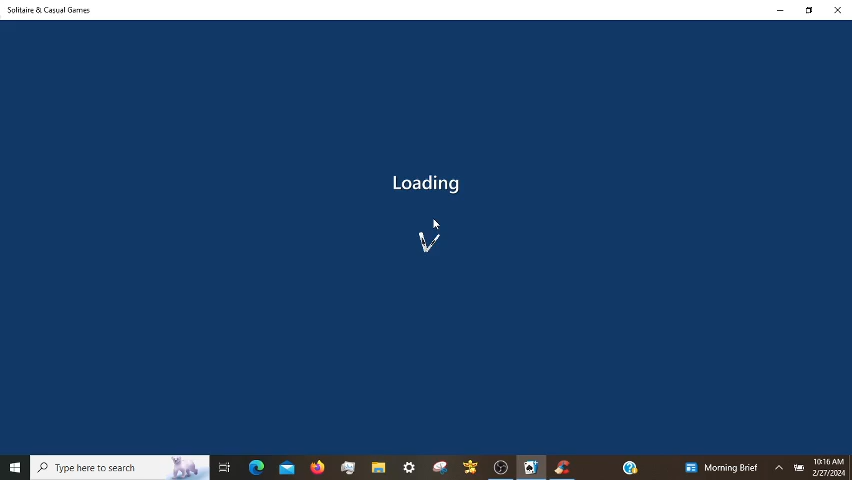 Solitaire & Casual Games
Loading
Type here to search
Morning Brief
10:16 AM
2/27/2024